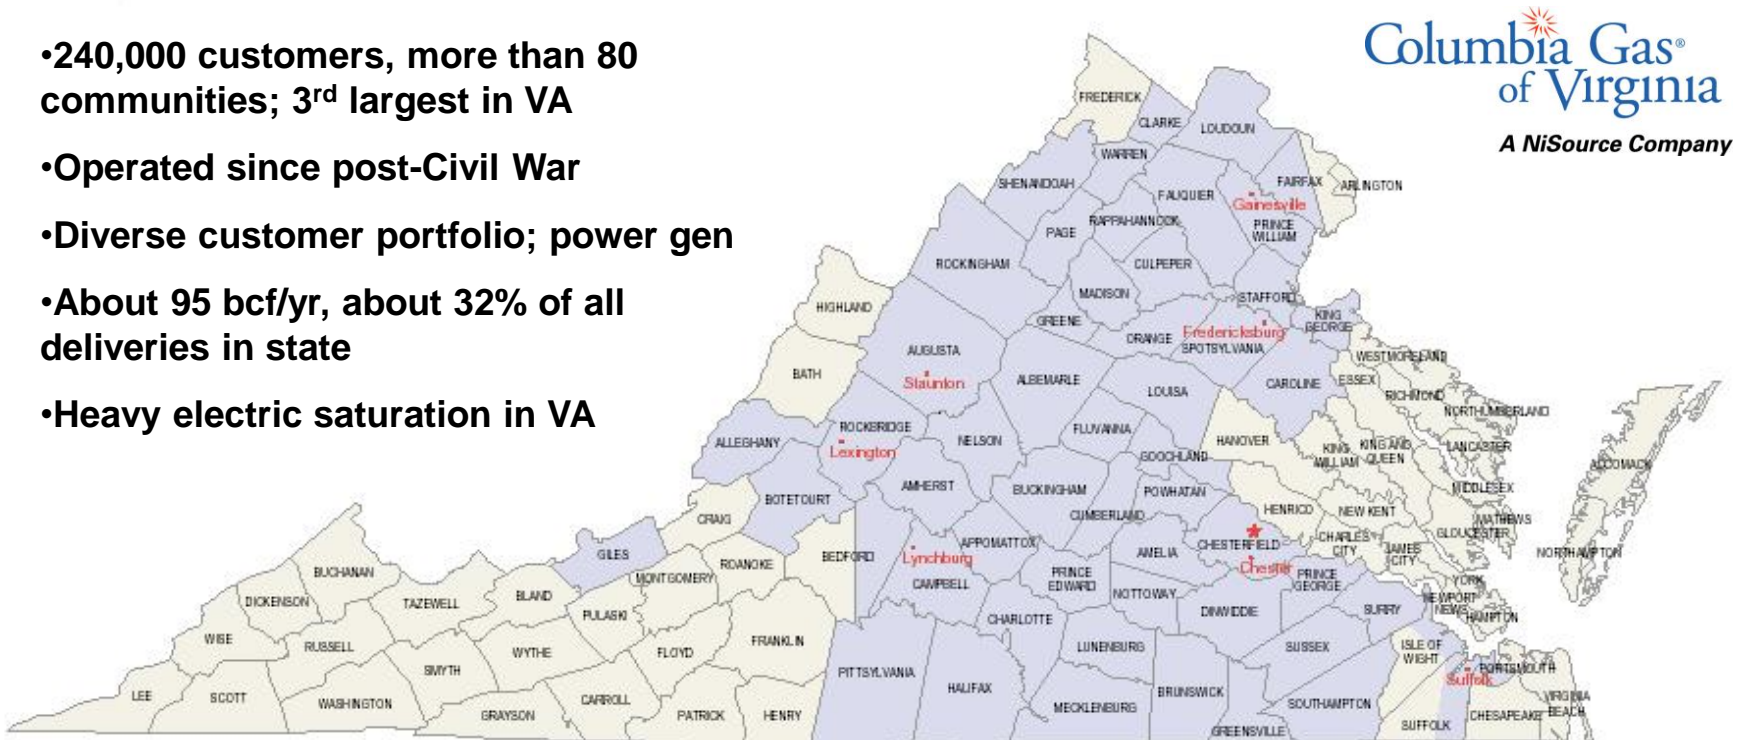 •240,000 customers, more than 80
communities; 3rd largest in VA
•Operated since post-Civil War
•Diverse customer portfolio; power gen
•About 95 bcf/yr, about 32% of all
deliveries in state
•Heavy electric saturation in VA
Columbia Gas®
of Virginia
A NiSource Company
FREDERICK
CLARKE
LOUDOUN
WARREN
SHENANDOAH
FAIRFAX
ARLINGTON
FAUQUIER
Gainesville
RAPPAHANNOCK
PAGE
PRINCE
WILLIAM
ROCKINGHAM
CULPEPER
MADISON
STAFFORD
HIGHLAND
KING
GEORGE
GREENE
ORANGE
Fredericksburg
SPOTSYLVANIA
AUGUSTA
WESTMORELAND
BATH
Staunton
ALBEMARLE
LOUISA
CAROLINE
ESSEX
RICHMOND
NORTHUMBERLAND
ROCKBRIDGE
FLUVANNA
ALLEGHANY
NELSON
HANOVER
Lexington
GOOCHLAND
KING
WILLIAM
KING AND
QUEEN
LANCASTER
ACCOMACK
AMHERST
BUCKINGHAM
POWHATAN
MIDDLESEX
BOTETOURT
CRAIG
CUMBERLAND
HENRICO
NEW KENT
MATHEWS
GLOUCESTER
GILES
BEDFORD
Lynchburg
APPOMATTOX
AMELIA
CHESTERFIELD
CHARLES
CITY
JAMES
CITY
NORTHAMPTON
BUCHANAN
MONTGOMERY
ROANOKE
CAMPBELL
PRINCE
EDWARD
Chester
PRINCE
GEORGE
YORK
DICKENSON
TAZEWELL
BLAND
NOTTOWAY
NEWPORT
NEWS
PULASKI
CHARLOTTE
DINWIDDIE
SURRY
HAMPTON
WISE
RUSSELL
SMYTH
WYTHE
FLOYD
FRANKLIN
LUNENBURG
SUSSEX
ISLE OF
WIGHT
PITTSYLVANIA
PORTSMOUTH
Suffolk
LEE
SCOTT
WASHINGTON
GRAYSON
CARROLL
PATRICK
HENRY
HALIFAX
MECKLENBURG
BRUNSWICK
SOUTHAMPTON
VIRGINIA
BEACH
CHESAPEAKE
SUFFOLK
GREENSVILLE